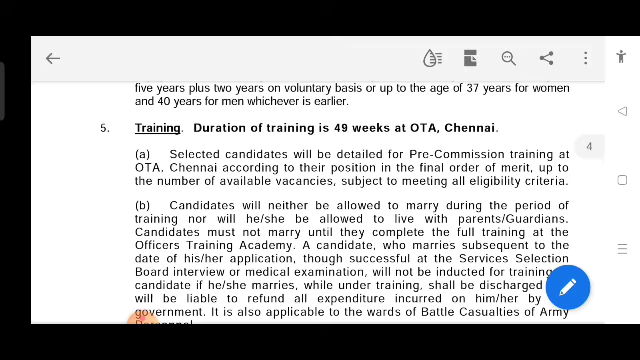 five years plus two years on voluntary basis or up to the age of 37 years for women
and 40 years for men whichever is earlier.
5. Training. Duration of training is 49 weeks at OTA, Chennai.
4
(a) Selected candidates will be detailed for Pre-Commission training at
OTA, Chennai according to their position in the final order of merit, up to
the number of available vacancies, subject to meeting all eligibility criteria.
(b) Candidates will neither be allowed to marry during the period of
training nor will he/she be allowed to live with parents/Guardians.
Candidates must not marry until they complete the full training at the
Officers Training Academy. A candidate, who marries subsequent to the
date of his/her application, though successful at the Services Selection
Board interview or medical examination, will not be inducted for training
candidate if he/she marries, while under training, shall be discharged
will be liable to refund all expenditure incurred on him/her by
government. It is also applicable to the wards of Battle Casualties of Army